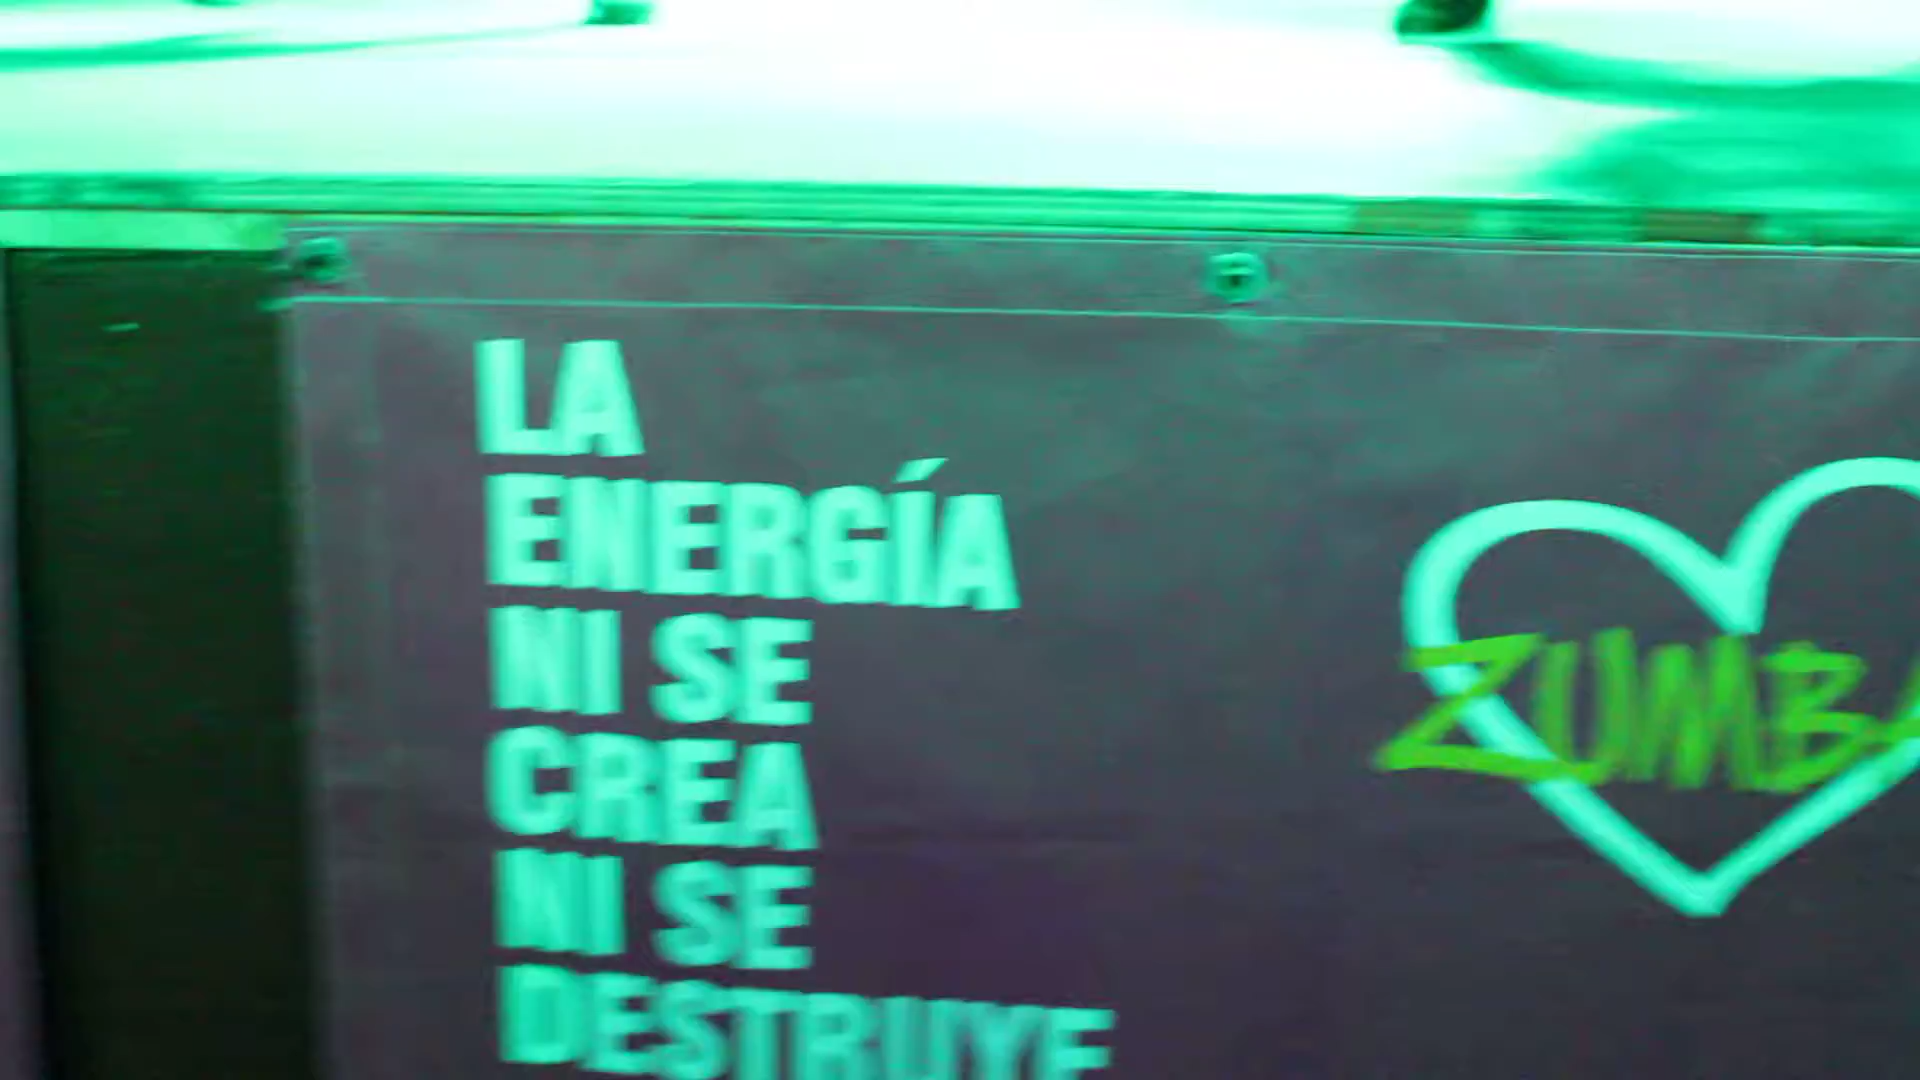 LA
ENERGÍA
NI SE
CREA
NI SE
DESTRUYE
ZUMBA